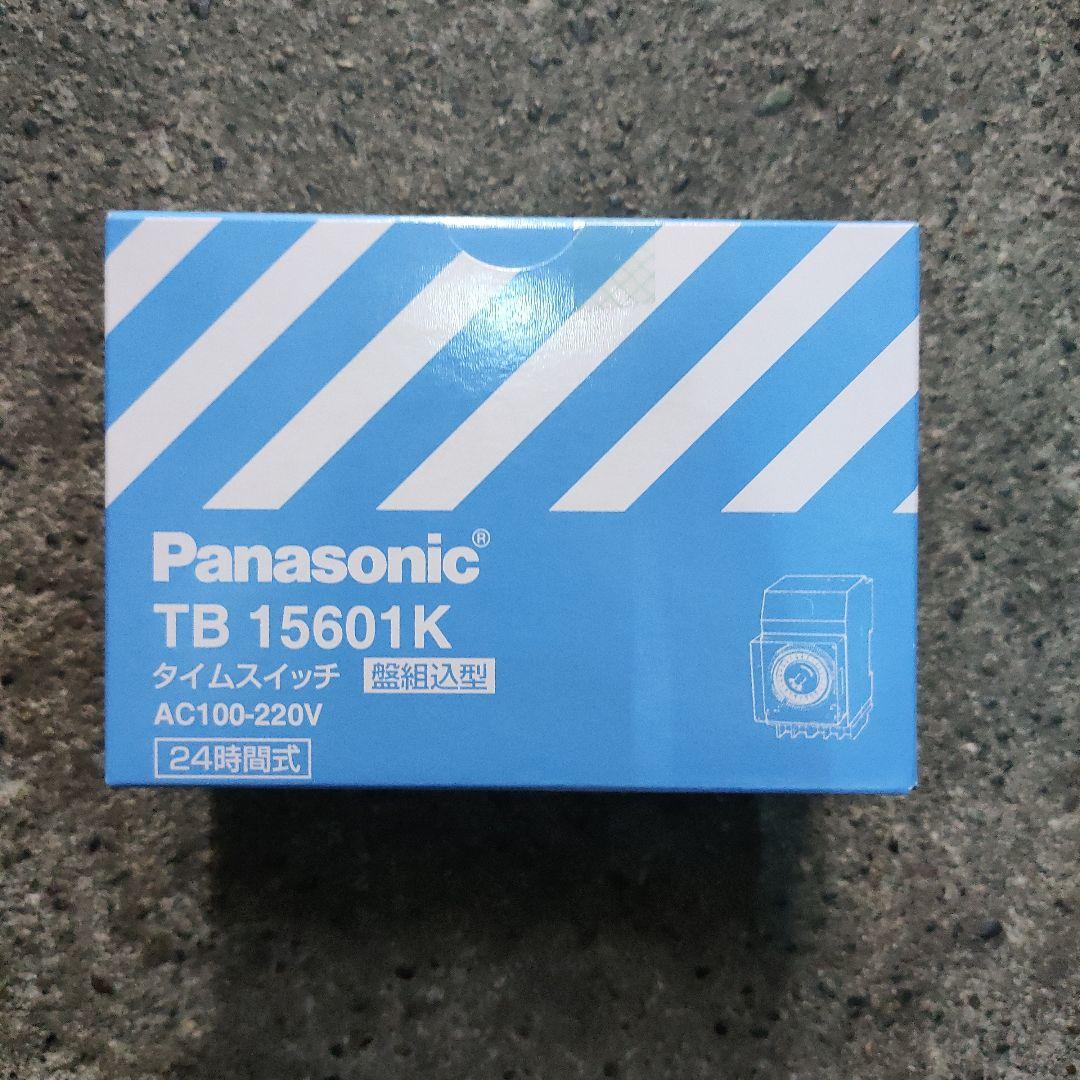 Panasonic®
TB 15601K
タイムスイッチ 盤組込型
AC100-220V
24時間式